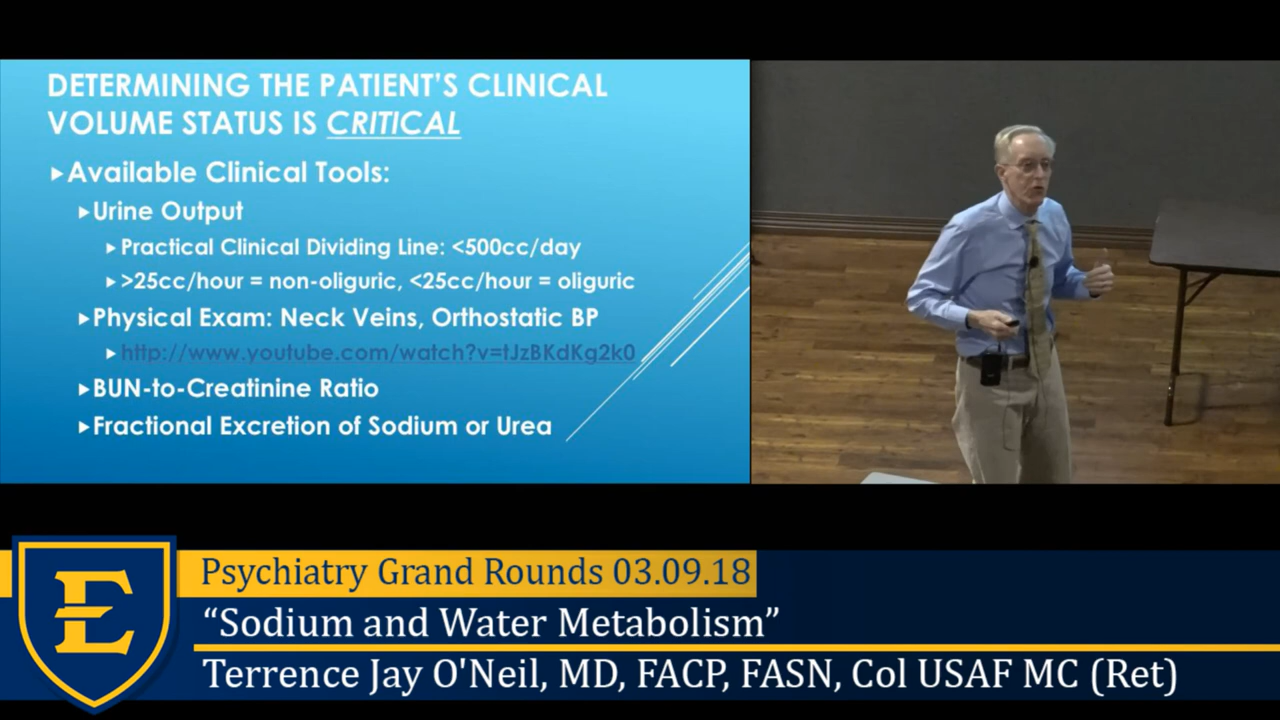 DETERMINING THE PATIENT'S CLINICAL
VOLUME STATUS IS CRITICAL
Available Clinical Tools:
Urine Output
Practical Clinical Dividing Line: <500cc/day
>25cc/hour = non-oliguric, <25cc/hour = oliguric
Physical Exam: Neck Veins, Orthostatic BP
http://www.youtube.com/watch?v=tJzBKdKg2k0
BUN-to-Creatinine Ratio
Fractional Excretion of Sodium or Urea
E
Psychiatry Grand Rounds 03.09.18
“Sodium and Water Metabolism”
Terrence Jay O'Neil, MD, FACP, FASN, Col USAF MC (Ret)